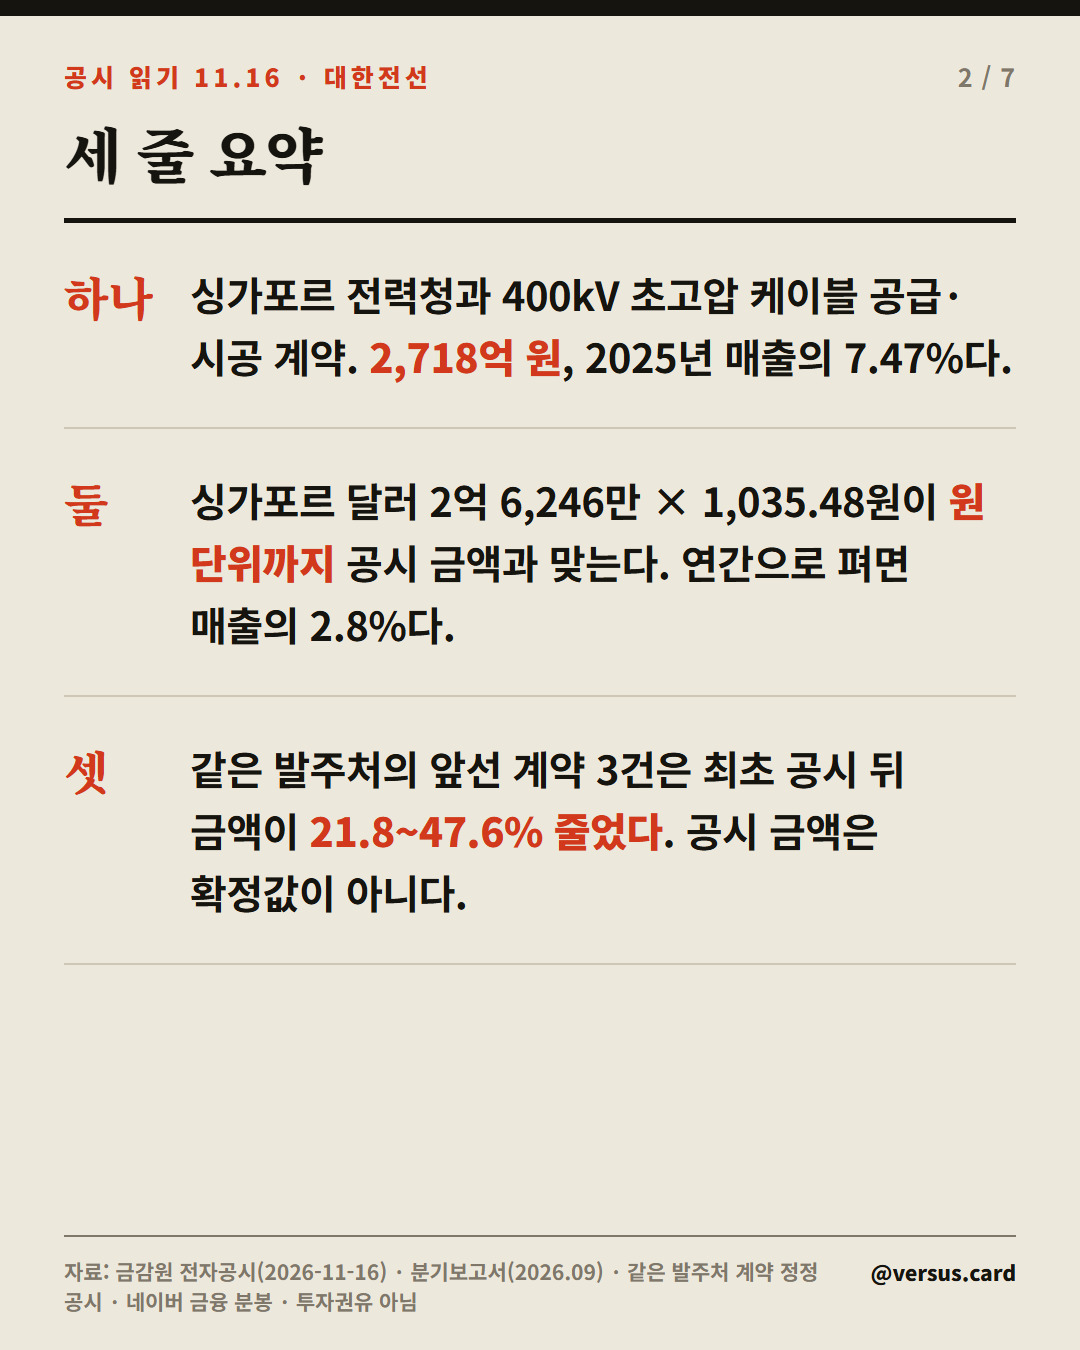 공시 읽기 11.16 · 대한전선
2 / 7
세 줄 요약
하나
싱가포르 전력청과 400kV 초고압 케이블 공급·
시공 계약. 2,718억 원, 2025년 매출의 7.47%다.
둘
싱가포르 달러 2억 6,246만 × 1,035.48원이 원
단위까지 공시 금액과 맞는다. 연간으로 펴면
매출의 2.8%다.
셋
같은 발주처의 앞선 계약 3건은 최초 공시 뒤
금액이 21.8~47.6% 줄었다. 공시 금액은
확정값이 아니다.
자료: 금감원 전자공시(2026-11-16) · 분기보고서(2026.09) · 같은 발주처 계약 정정
공시 · 네이버 금융 분봉 · 투자권유 아님
@versus.card